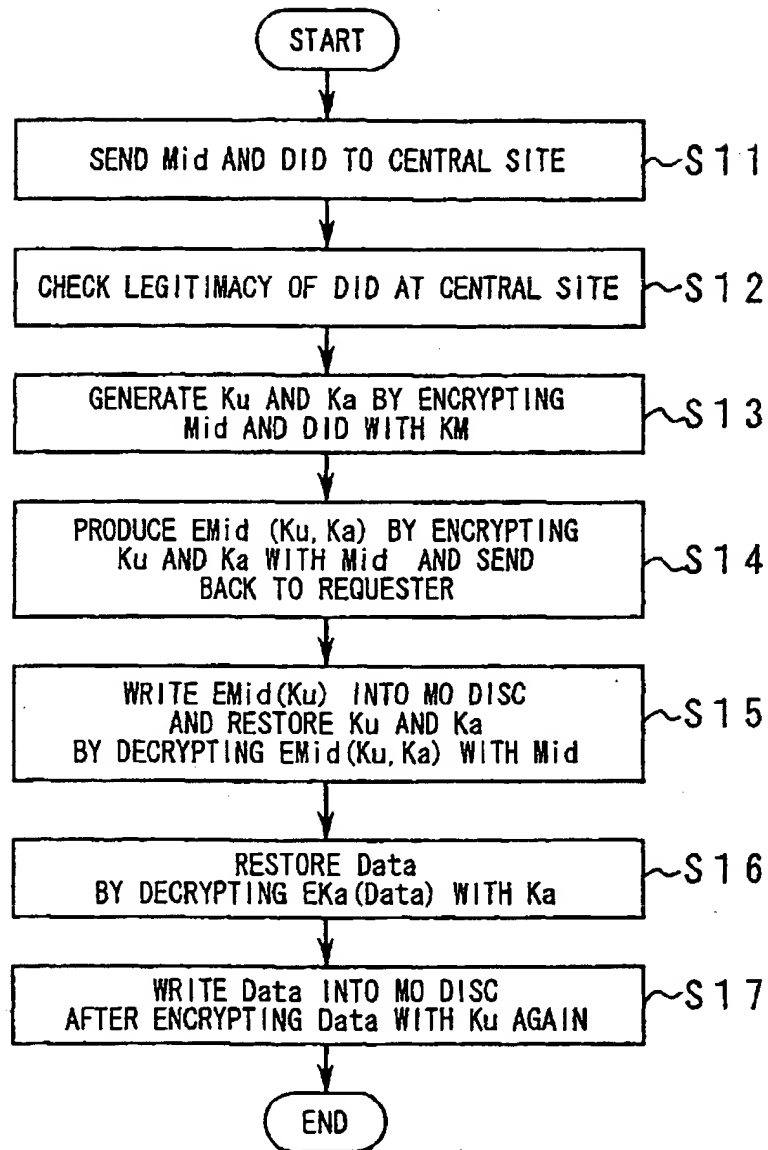 START
SEND Mid AND DID TO CENTRAL SITE
S11
CHECK LEGITIMACY OF DID AT CENTRAL SITE
S12
GENERATE Ku AND Ka BY ENCRYPTING
Mid AND DID WITH KM
S13
PRODUCE EMid (Ku, Ka) BY ENCRYPTING
Ku AND Ka WITH Mid AND SEND
BACK TO REQUESTER
S14
WRITE EMid(Ku) INTO MO DISC
AND RESTORE Ku AND Ka
BY DECRYPTING EMid(Ku, Ka) WITH Mid
S15
RESTORE Data
BY DECRYPTING EKa(Data) WITH Ka
S16
WRITE Data INTO MO DISC
AFTER ENCRYPTING Data WITH Ku AGAIN
S17
END